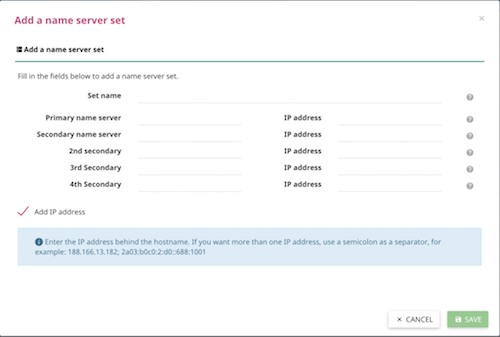 Add a name server set
×
Add a name server set
Fill in the fields below to add a name server set.
Set name
Primary name server IP address
Secondary name server IP address
2nd secondary IP address
3rd Secondary IP address
4th Secondary IP address
Add IP address
Enter the IP address behind the hostname. If you want more than one IP address, use a semicolon as a separator, for
example: 188.166.13.182; 2a03:b0c0:2:d0::688:1001
× CANCEL SAVE